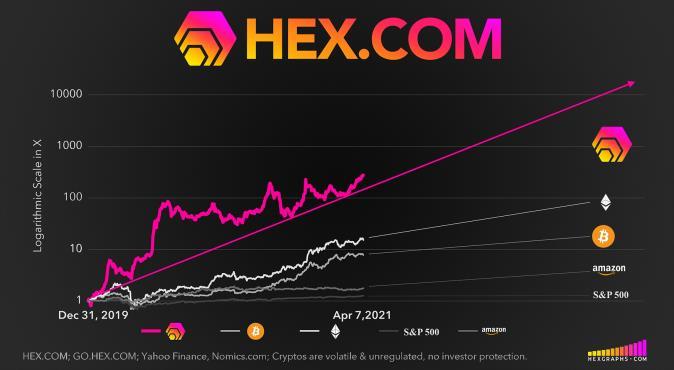 HEX.COM
10000
1000
100
10
1
Logarithmic Scale in X
amazon
S&P 500
Dec 31, 2019
Apr 7,2021
S&P 500
amazon
HEX.COM; GO.HEX.COM; Yahoo Finance, Nomics.com; Cryptos are volatile & unregulated, no investor protection.
HEXGRAPHS.COM